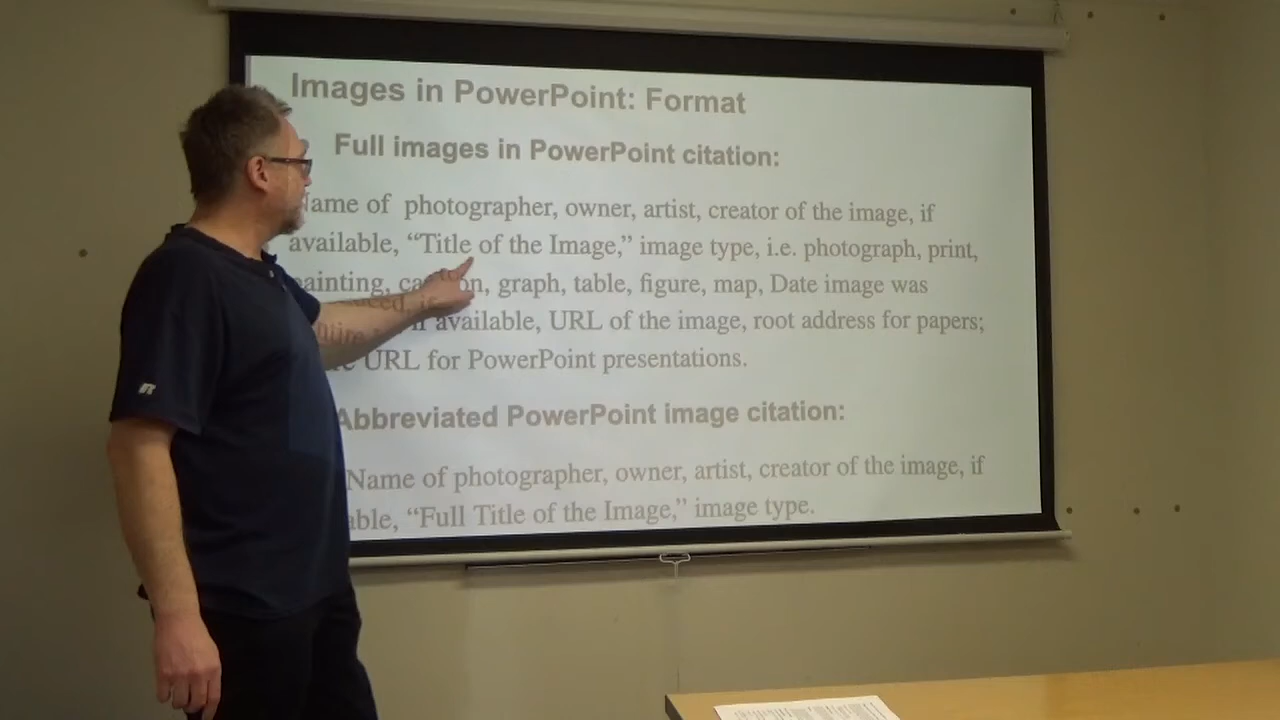 Images in PowerPoint: Format
Full images in PowerPoint citation:
Name of photographer, owner, artist, creator of the image, if
available, “Title of the Image,” image type, i.e. photograph, print,
painting, graph, table, figure, map, Date image was
if available, URL of the image, root address for papers;
URL for PowerPoint presentations.
Abbreviated PowerPoint image citation:
Name of photographer, owner, artist, creator of the image, if
“Full Title of the Image,” image type.
R